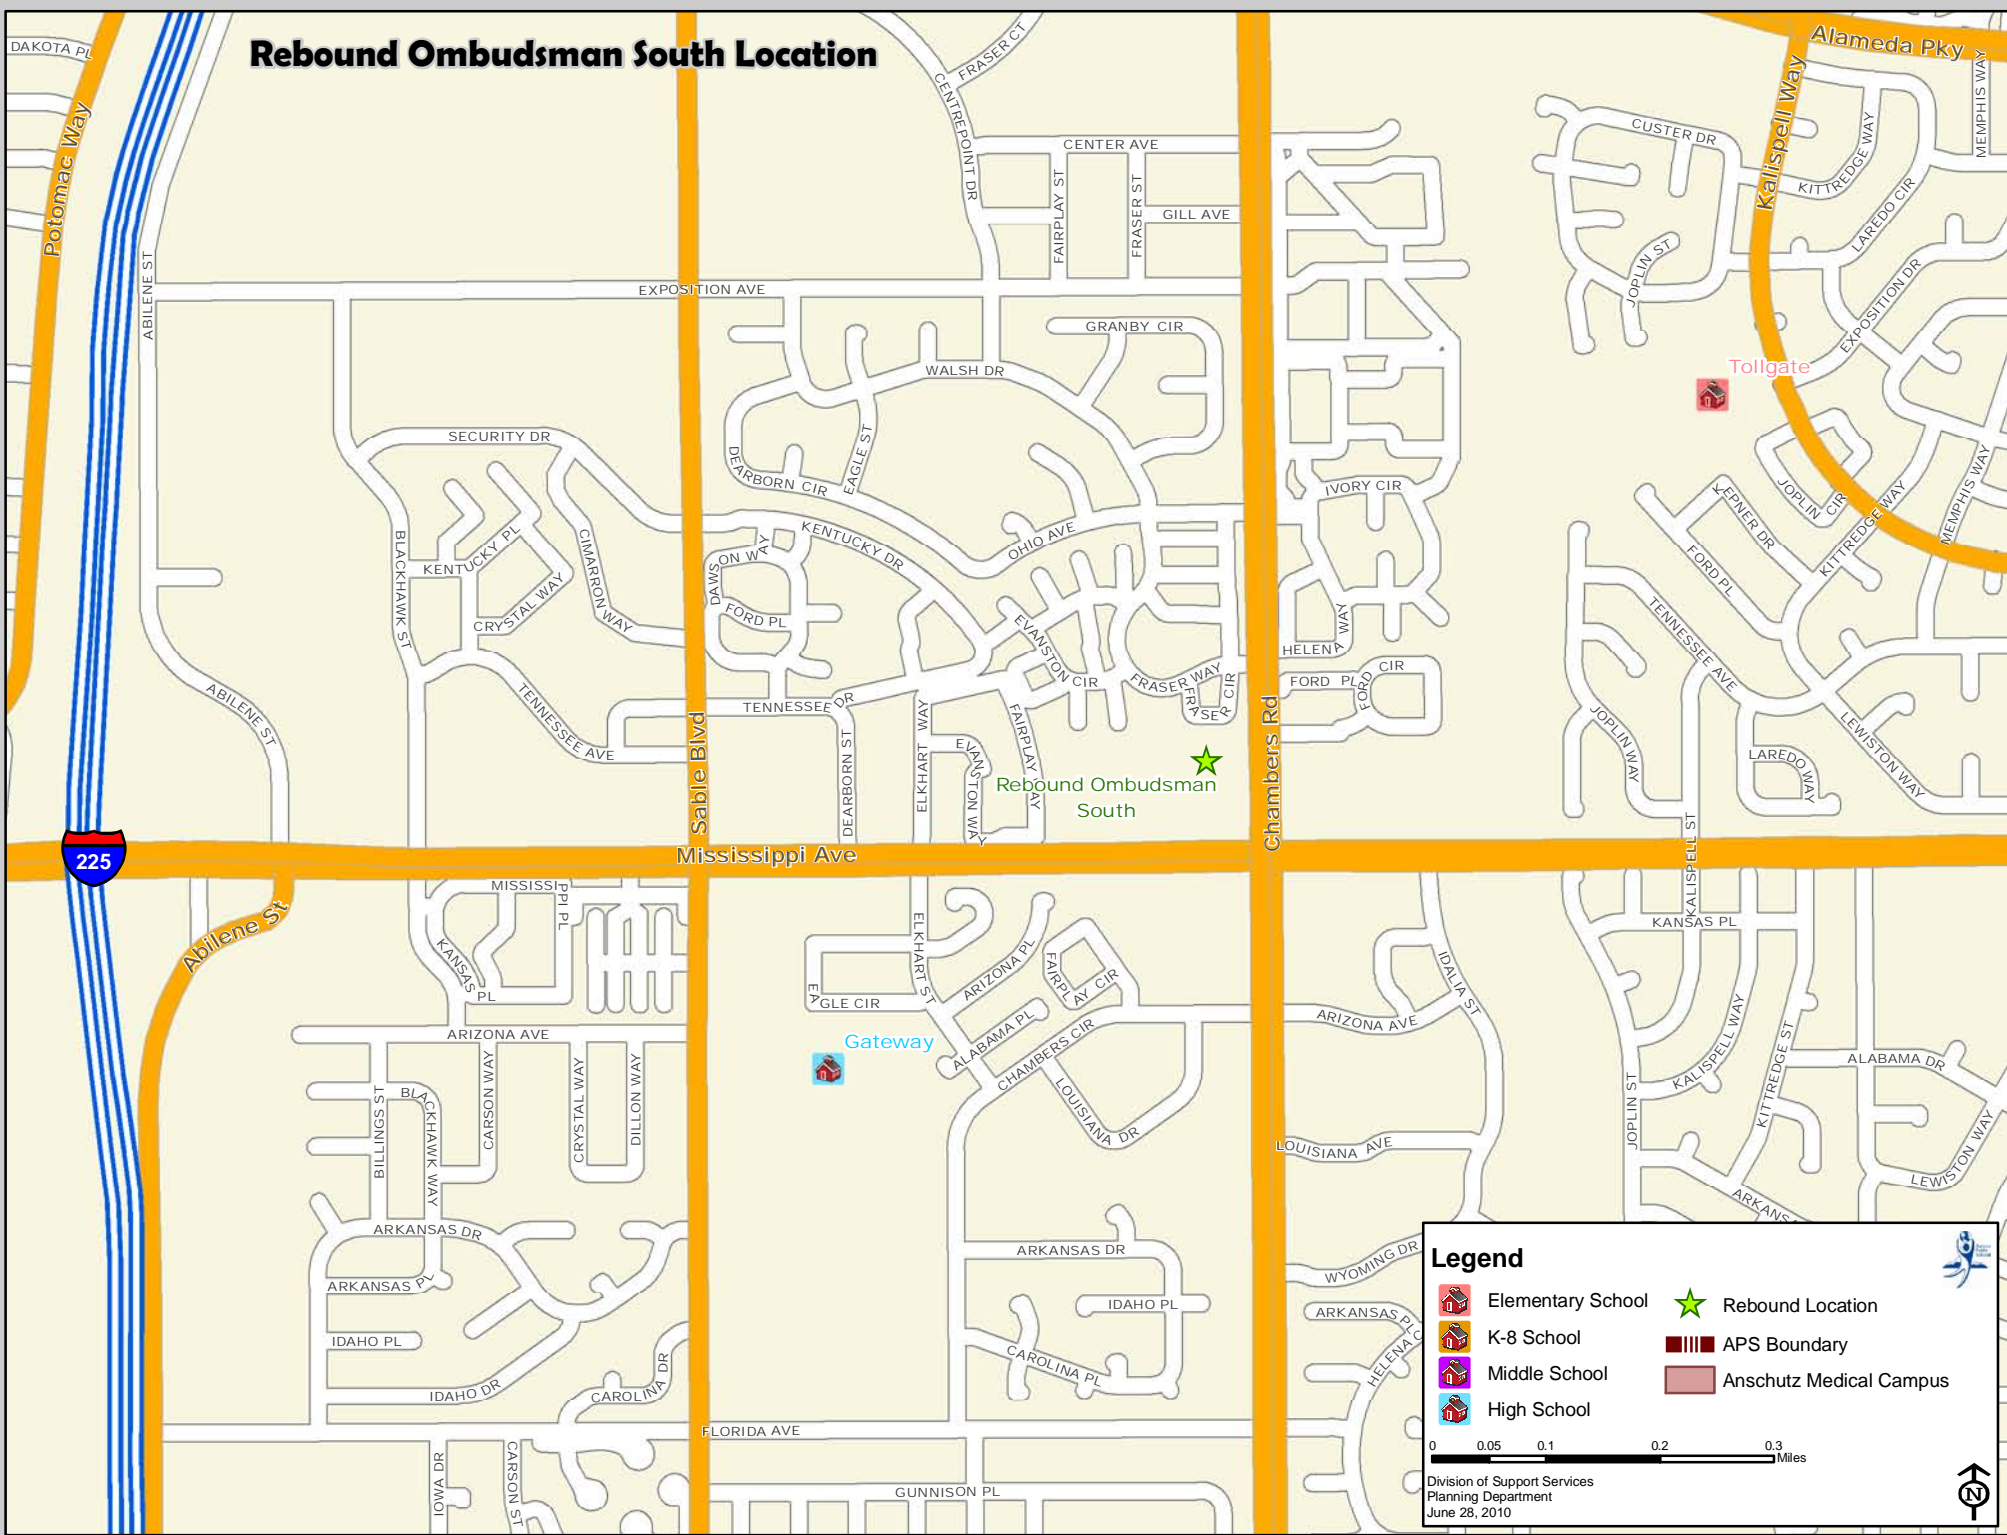 Rebound Ombudsman South Location
DAKOTA PL
Potomac Way
ABILENE ST
FRASER CT
CENTREPOINT DR
CENTER AVE
FAIRPLAY ST
FRASER ST
GILL AVE
EXPOSITION AVE
Alameda Pky
Kalispell Way
MEMPHIS WAY
CUSTER DR
KITTREDGE WAY
LAREDO CIR
JOPLIN ST
EXPOSITION DR
Tollgate
GRANBY CIR
WALSH DR
SECURITY DR
DEARBORN CIR
EAGLE ST
IVORY CIR
KEPNER DR
JOPLIN CIR
KITTREDGE WAY
MEMPHIS WAY
FORD PL
BLACKHAWK ST
KENTUCKY PL
CRYSTAL WAY
CIMARRON WAY
DAWSON WAY
KENTUCKY DR
OHIO AVE
FORD PL
EVANSTON CIR
FRASER WAY
FRASER CIR
HELENA WAY
FORD PL
FORD CIR
TENNESSEE AVE
ABILENE ST
TENNESSEE AVE
TENNESSEE DR
Sable Blvd
DEARBORN ST
ELKHART WAY
EVANSTON WAY
FAIRPLAY WAY
Rebound Ombudsman
South
Chambers Rd
JOPLIN WAY
LAREDO WAY
LEWISTON WAY
KALISPELL ST
225
Mississippi Ave
MISSISSIPPI PL
Abilene St
KANSAS PL
ELKHART ST
EAGLE CIR
ARIZONA PL
FAIRPLAY CIR
IDALIA ST
KANSAS PL
ARIZONA AVE
Gateway
ALABAMA PL
CHAMBERS CIR
LOUISIANA DR
ARIZONA AVE
KALISPELL WAY
KITTREDGE ST
ALABAMA DR
JOPLIN ST
BILLINGS ST
BLACKHAWK WAY
CARSON WAY
CRYSTAL WAY
DILLON WAY
LOUISIANA AVE
LEWISTON WAY
ARKANSA
ARKANSAS DR
ARKANSAS PL
IDAHO PL
IDAHO DR
CAROLINA DR
ARKANSAS DR
IDAHO PL
CAROLINA PL
WYOMING DR
ARKANSAS PL
HELENA C
FLORIDA AVE
IOWA DR
CARSON ST
GUNNISON PL
Legend
Elementary School
K-8 School
Middle School
High School
Rebound Location
APS Boundary
Anschutz Medical Campus
0 0.05 0.1 0.2 0.3
Miles
Division of Support Services
Planning Department
June 28, 2010
N